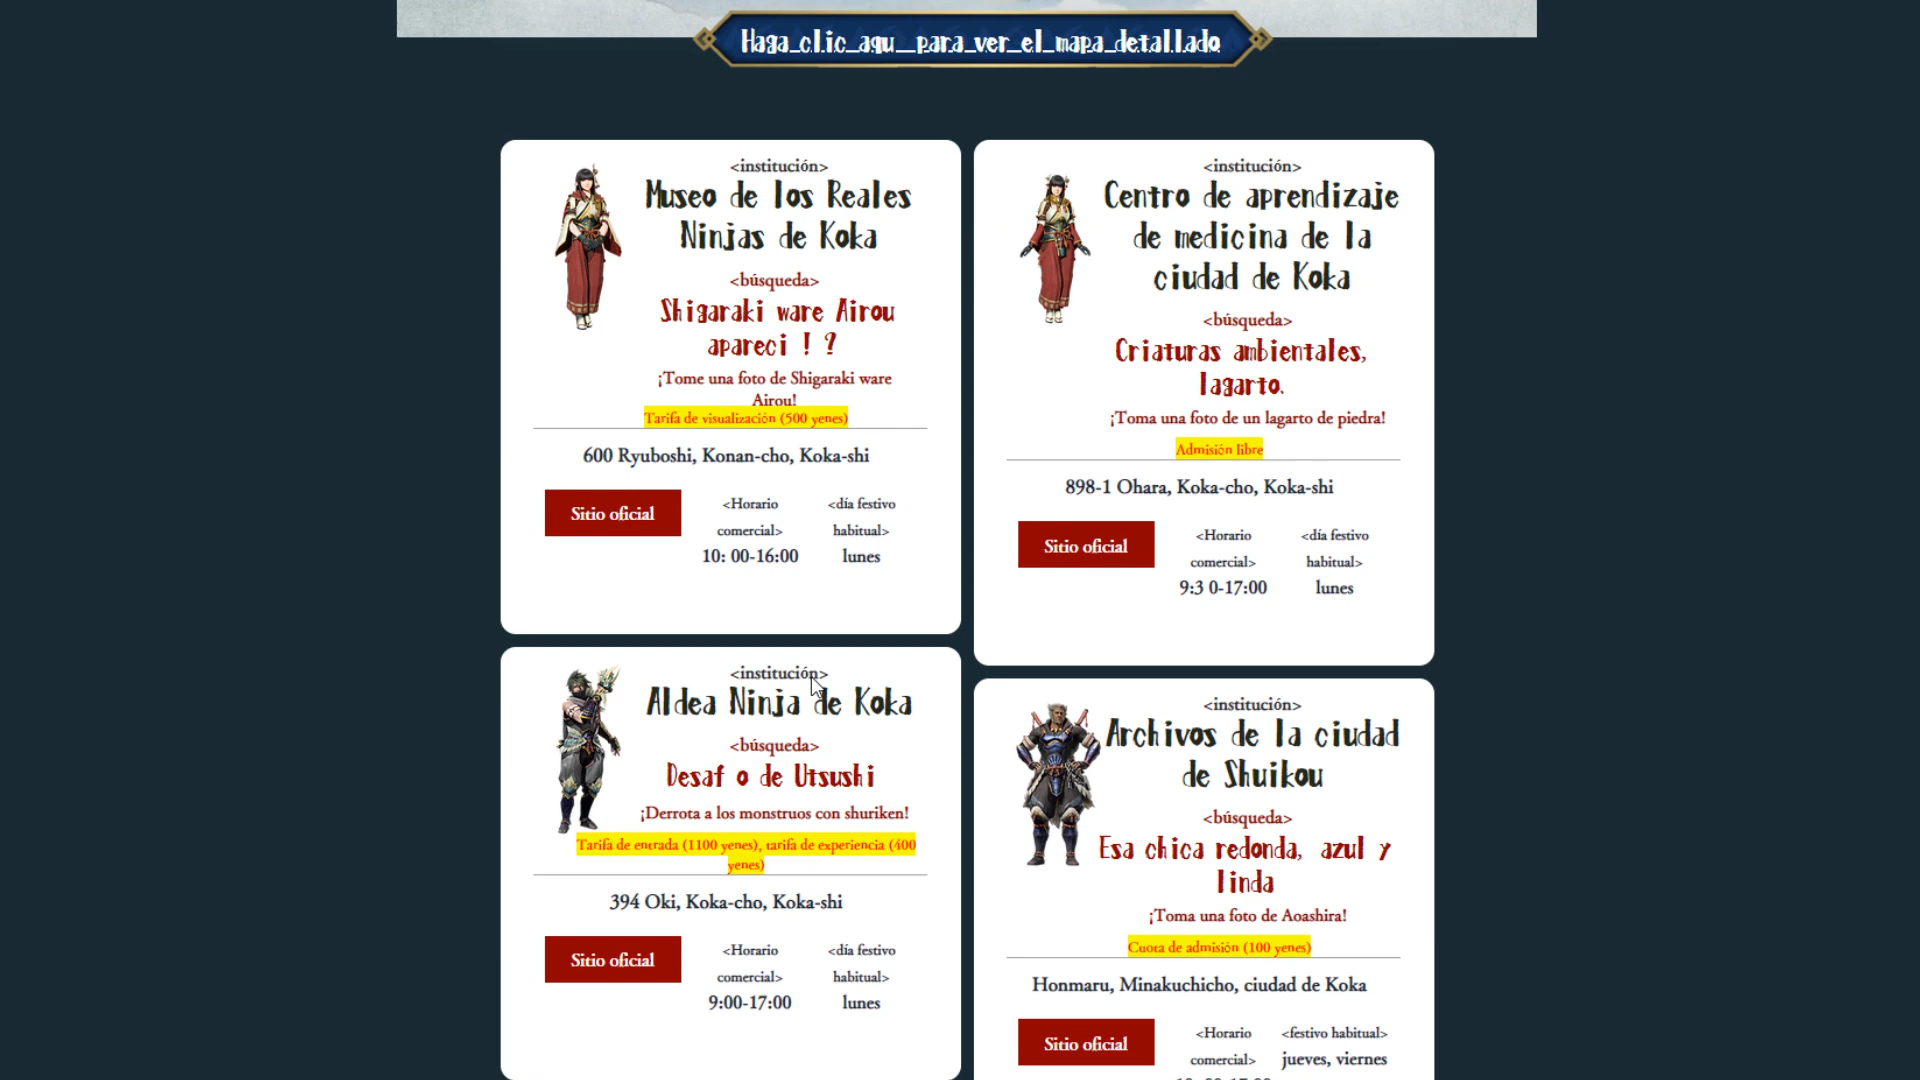 Haga_clic_aqu__para_ver_el_mapa_detallado
<institución>
Museo de los Reales
Ninjas de Koka
<búsqueda>
Shigaraki ware Airou
apareci ! ?
¡Tome una foto de Shigaraki ware
Airou!
Tarifa de visualización (500 yenes)
600 Ryuboshi, Konan-cho, Koka-shi
Sitio oficial
<Horario
comercial>
10: 00-16:00
<día festivo
habitual>
lunes
<institución>
Centro de aprendizaje
de medicina de la
ciudad de Koka
<búsqueda>
Criaturas ambientales,
lagarto.
¡Toma una foto de un lagarto de piedra!
Admisión libre
898-1 Ohara, Koka-cho, Koka-shi
Sitio oficial
<Horario
comercial>
9:3 0-17:00
<día festivo
habitual>
lunes
<institución>
Aldea Ninja de Koka
<búsqueda>
Desaf o de Utsushi
¡Derrota a los monstruos con shuriken!
Tarifa de entrada (1100 yenes), tarifa de experiencia (400
yenes)
394 Oki, Koka-cho, Koka-shi
Sitio oficial
<Horario
comercial>
9:00-17:00
<día festivo
habitual>
lunes
<institución>
Archivos de la ciudad
de Shuikou
<búsqueda>
Esa chica redonda, azul y
linda
¡Toma una foto de Aoashira!
Cuota de admisión (100 yenes)
Honmaru, Minakuchicho, ciudad de Koka
Sitio oficial
<Horario
comercial>
<festivo habitual>
jueves, viernes